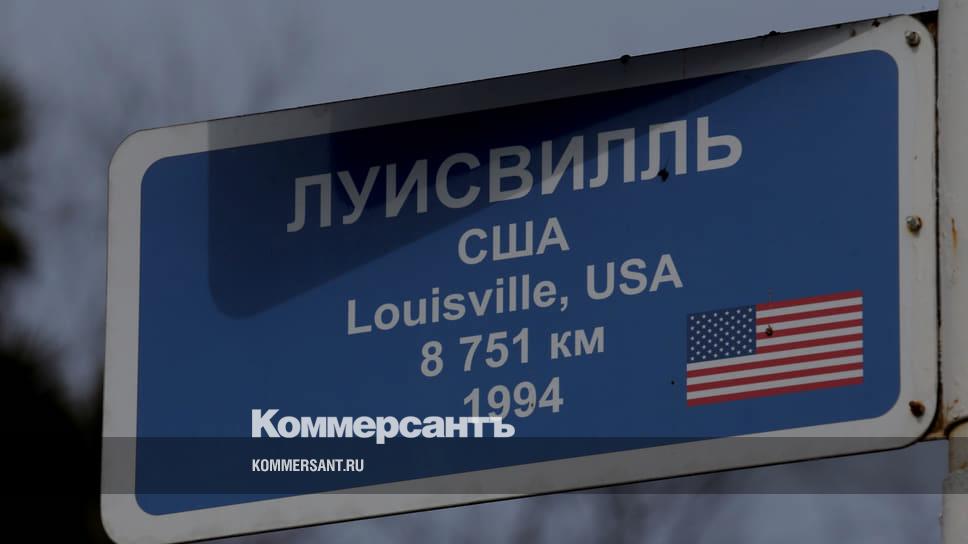 ЛУИСВИЛЛЬ
США
Louisville, USA
8 751 км
1994
Коммерсантъ
KOMMERSANT.RU